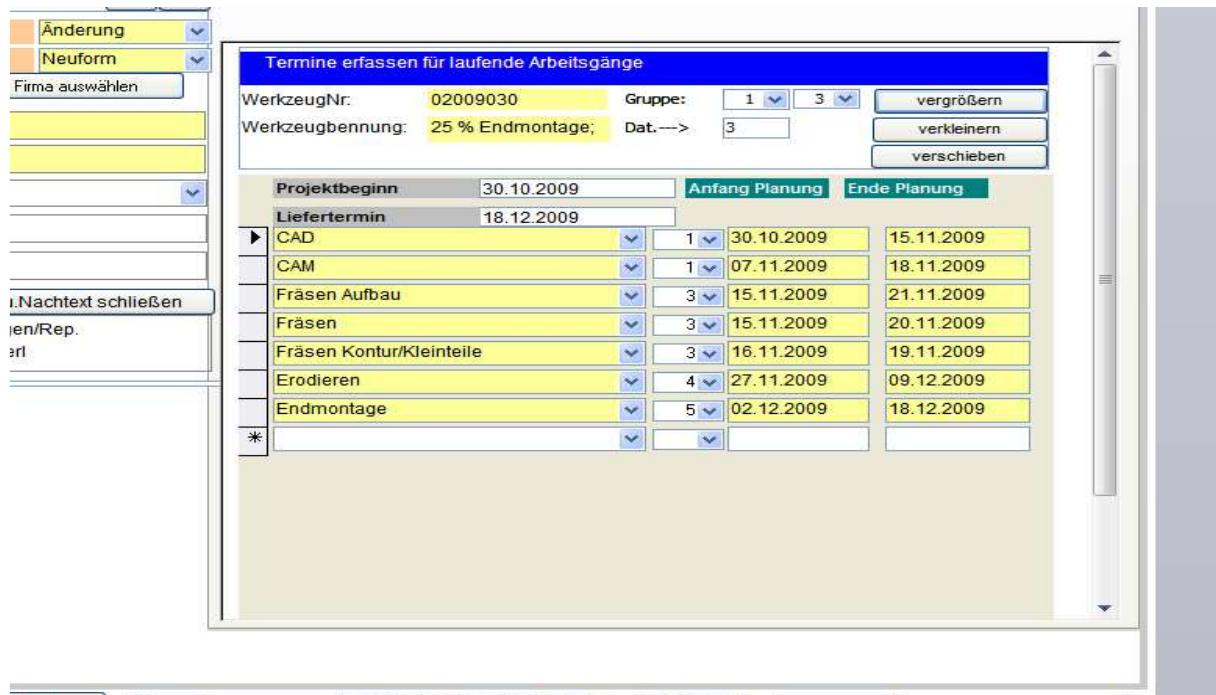 Änderung
Neuform
Firma auswählen
u.Nachtext schließen
gen/Rep.
erl
Termine erfassen für laufende Arbeitsgänge
WerkzeugNr: 02009030 Gruppe: 1 3 vergrößern
Werkzeugbennung: 25 % Endmontage; Dat.---> 3 verkleinern
verschieben
Projektbeginn 30.10.2009 Anfang Planung Ende Planung
Liefertermin 18.12.2009
CAD 1 30.10.2009 15.11.2009
CAM 1 07.11.2009 18.11.2009
Fräsen Aufbau 3 15.11.2009 21.11.2009
Fräsen 3 15.11.2009 20.11.2009
Fräsen Kontur/Kleinteile 3 16.11.2009 19.11.2009
Erodieren 4 27.11.2009 09.12.2009
Endmontage 5 02.12.2009 18.12.2009
*